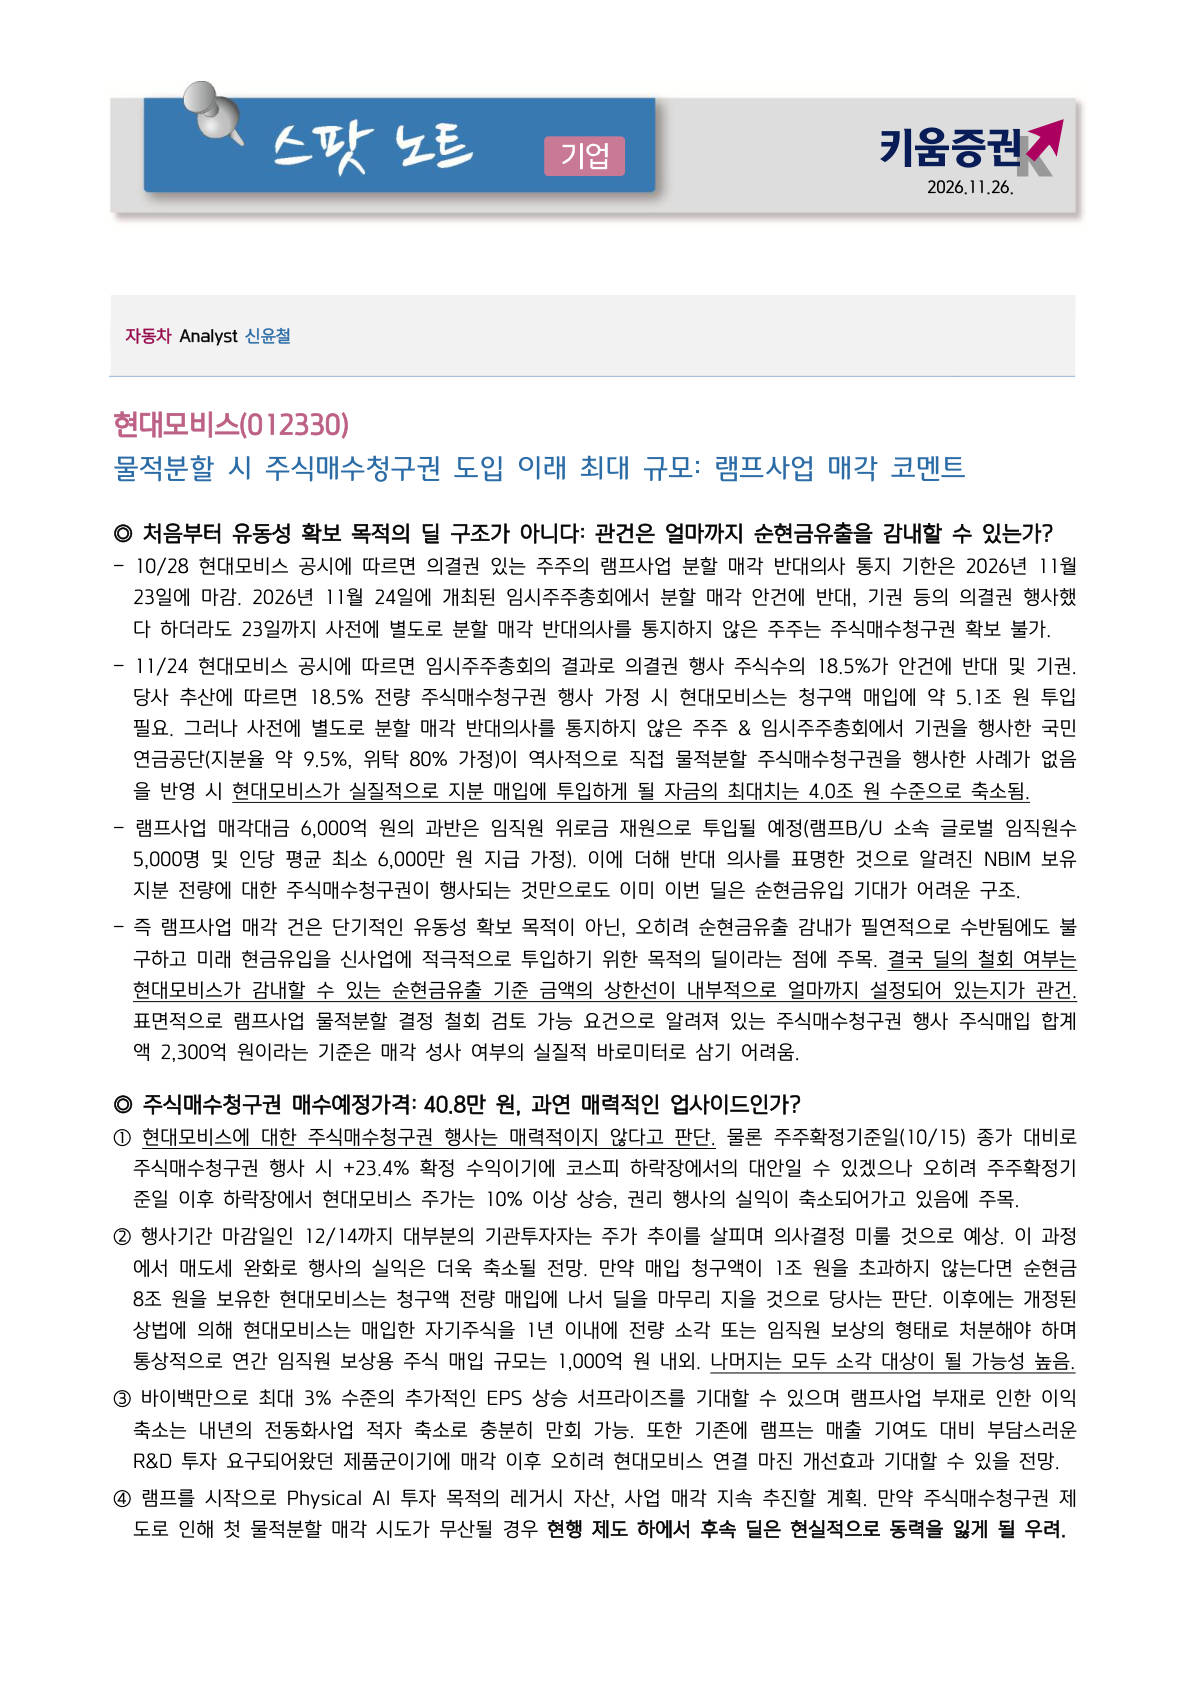 스팟 노트
기업
키움증권
2026.11.26.
자동차 Analyst 신윤철
현대모비스(012330)
물적분할 시 주식매수청구권 도입 이래 최대 규모: 램프사업 매각 코멘트
◎ 처음부터 유동성 확보 목적의 딜 구조가 아니다: 관건은 얼마까지 순현금유출을 감내할 수 있는가?
- 10/28 현대모비스 공시에 따르면 의결권 있는 주주의 램프사업 분할 매각 반대의사 통지 기한은 2026년 11월
23일에 마감. 2026년 11월 24일에 개최된 임시주주총회에서 분할 매각 안건에 반대, 기권 등의 의결권 행사했
다 하더라도 23일까지 사전에 별도로 분할 매각 반대의사를 통지하지 않은 주주는 주식매수청구권 확보 불가.
- 11/24 현대모비스 공시에 따르면 임시주주총회의 결과로 의결권 행사 주식수의 18.5%가 안건에 반대 및 기권.
당사 추산에 따르면 18.5% 전량 주식매수청구권 행사 가정 시 현대모비스는 청구액 매입에 약 5.1조 원 투입
필요. 그러나 사전에 별도로 분할 매각 반대의사를 통지하지 않은 주주 & 임시주주총회에서 기권을 행사한 국민
연금공단(지분율 약 9.5%, 위탁 80% 가정)이 역사적으로 직접 물적분할 주식매수청구권을 행사한 사례가 없음
을 반영 시 현대모비스가 실질적으로 지분 매입에 투입하게 될 자금의 최대치는 4.0조 원 수준으로 축소됨.
- 램프사업 매각대금 6,000억 원의 과반은 임직원 위로금 재원으로 투입될 예정(램프B/U 소속 글로벌 임직원수
5,000명 및 인당 평균 최소 6,000만 원 지급 가정). 이에 더해 반대 의사를 표명한 것으로 알려진 NBIM 보유
지분 전량에 대한 주식매수청구권이 행사되는 것만으로도 이미 이번 딜은 순현금유입 기대가 어려운 구조.
- 즉 램프사업 매각 건은 단기적인 유동성 확보 목적이 아닌, 오히려 순현금유출 감내가 필연적으로 수반됨에도 불
구하고 미래 현금유입을 신사업에 적극적으로 투입하기 위한 목적의 딜이라는 점에 주목. 결국 딜의 철회 여부는
현대모비스가 감내할 수 있는 순현금유출 기준 금액의 상한선이 내부적으로 얼마까지 설정되어 있는지가 관건.
표면적으로 램프사업 물적분할 결정 철회 검토 가능 요건으로 알려져 있는 주식매수청구권 행사 주식매입 합계
액 2,300억 원이라는 기준은 매각 성사 여부의 실질적 바로미터로 삼기 어려움.
◎ 주식매수청구권 매수예정가격: 40.8만 원, 과연 매력적인 업사이드인가?
① 현대모비스에 대한 주식매수청구권 행사는 매력적이지 않다고 판단. 물론 주주확정기준일(10/15) 종가 대비로
주식매수청구권 행사 시 +23.4% 확정 수익이기에 코스피 하락장에서의 대안일 수 있겠으나 오히려 주주확정기
준일 이후 하락장에서 현대모비스 주가는 10% 이상 상승, 권리 행사의 실익이 축소되어가고 있음에 주목.
② 행사기간 마감일인 12/14까지 대부분의 기관투자자는 주가 추이를 살피며 의사결정 미룰 것으로 예상. 이 과정
에서 매도세 완화로 행사의 실익은 더욱 축소될 전망. 만약 매입 청구액이 1조 원을 초과하지 않는다면 순현금
8조 원을 보유한 현대모비스는 청구액 전량 매입에 나서 딜을 마무리 지을 것으로 당사는 판단. 이후에는 개정된
상법에 의해 현대모비스는 매입한 자기주식을 1년 이내에 전량 소각 또는 임직원 보상의 형태로 처분해야 하며
통상적으로 연간 임직원 보상용 주식 매입 규모는 1,000억 원 내외. 나머지는 모두 소각 대상이 될 가능성 높음.
③ 바이백만으로 최대 3% 수준의 추가적인 EPS 상승 서프라이즈를 기대할 수 있으며 램프사업 부재로 인한 이익
축소는 내년의 전동화사업 적자 축소로 충분히 만회 가능. 또한 기존에 램프는 매출 기여도 대비 부담스러운
R&D 투자 요구되어왔던 제품군이기에 매각 이후 오히려 현대모비스 연결 마진 개선효과 기대할 수 있을 전망.
④ 램프를 시작으로 Physical AI 투자 목적의 레거시 자산, 사업 매각 지속 추진할 계획. 만약 주식매수청구권 제
도로 인해 첫 물적분할 매각 시도가 무산될 경우 현행 제도 하에서 후속 딜은 현실적으로 동력을 잃게 될 우려.